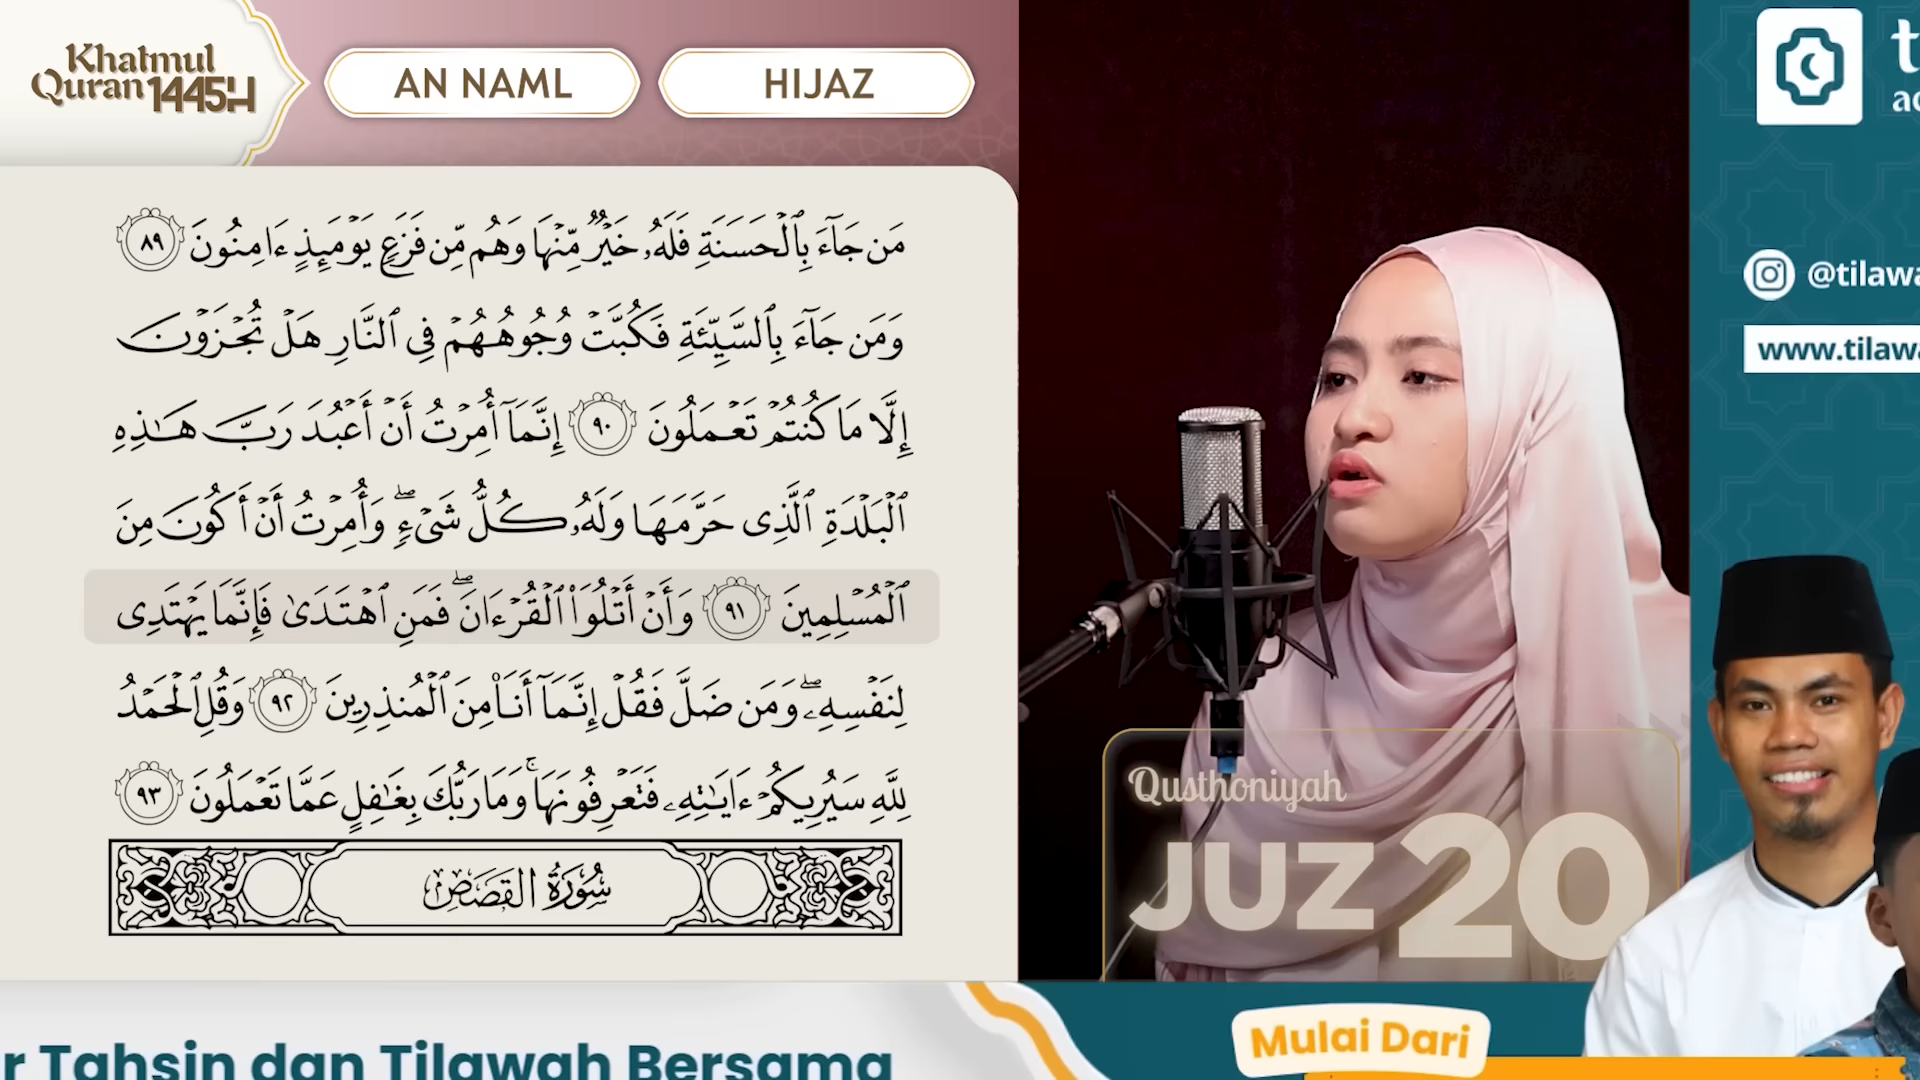 Khatmul
Quran 1445H
AN NAML
HIJAZ
مَن جَآءَ بِٱلْحَسَنَةِ فَلَهُۥ خَيْرٌ مِّنْهَا وَهُم مِّن فَزَعٍ يَوْمَئِذٍ ءَامِنُونَ ٨٩
وَمَن جَآءَ بِٱلسَّيِّئَةِ فَكُبَّتْ وُجُوهُهُمْ فِى ٱلنَّارِ هَلْ تُجْزَوْنَ
إِلَّا مَا كُنتُمْ تَعْمَلُونَ ٩٠ إِنَّمَآ أُمِرْتُ أَنْ أَعْبُدَ رَبَّ هَٰذِهِ
ٱلْبَلْدَةِ ٱلَّذِى حَرَّمَهَا وَلَهُۥ كُلُّ شَىْءٍۖ وَأُمِرْتُ أَنْ أَكُونَ مِنَ
ٱلْمُسْلِمِينَ ٩١ وَأَنْ أَتْلُوَا۟ ٱلْقُرْءَانَۖ فَمَنِ ٱهْتَدَىٰ فَإِنَّمَا يَهْتَدِى
لِنَفْسِهِۦۖ وَمَن ضَلَّ فَقُلْ إِنَّمَآ أَنَا۠ مِنَ ٱلْمُنذِرِينَ ٩٢ وَقُلِ ٱلْحَمْدُ
لِلَّهِ سَيُرِيكُمْ ءَايَٰتِهِۦ فَتَعْرِفُونَهَاۚ وَمَا رَبُّكَ بِغَٰفِلٍ عَمَّا تَعْمَلُونَ ٩٣
سُورَةُ القَصَصِ
Qusthoniyah
JUZ 20
@tilawa
www.tilawa
r Tahsin dan Tilawah Bersama
Mulai Dari